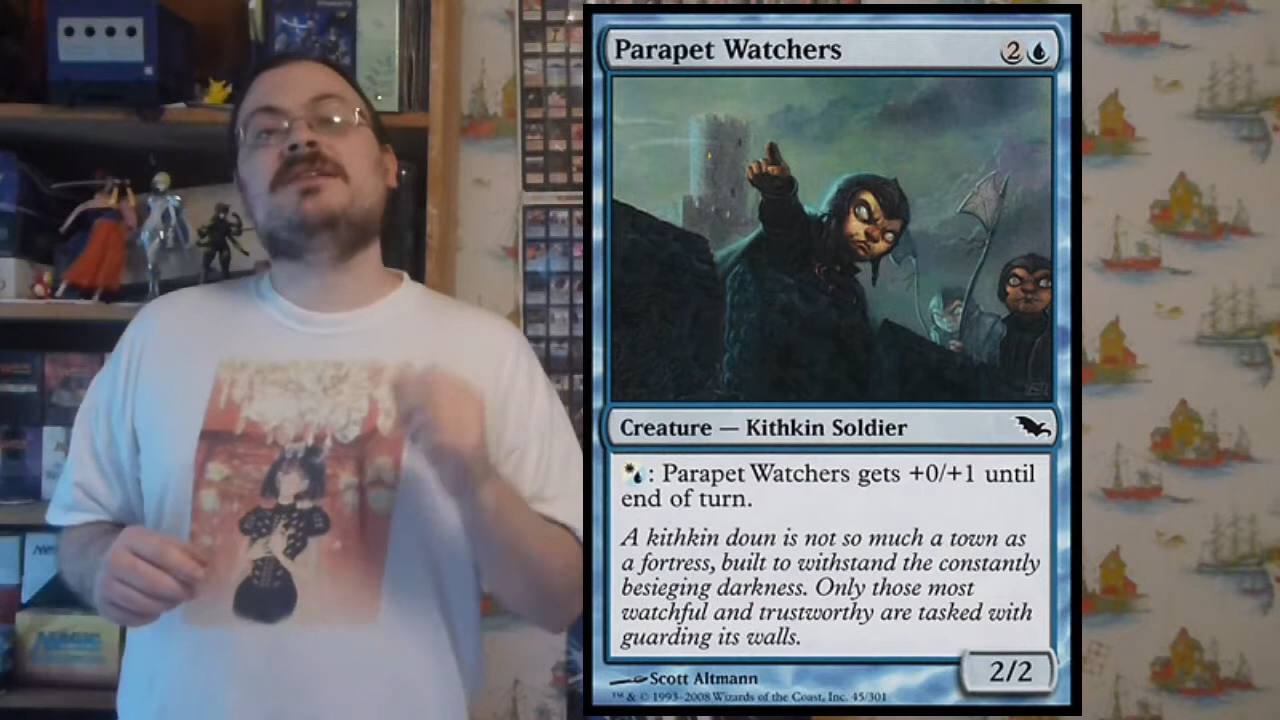 Parapet Watchers 2
Creature — Kithkin Soldier
: Parapet Watchers gets +0/+1 until
end of turn.
A kithkin doun is not so much a town as
a fortress, built to withstand the constantly
besieging darkness. Only those most
watchful and trustworthy are tasked with
guarding its walls.
2/2
Scott Altmann
™ & © 1993–2008 Wizards of the Coast, Inc. 45/301